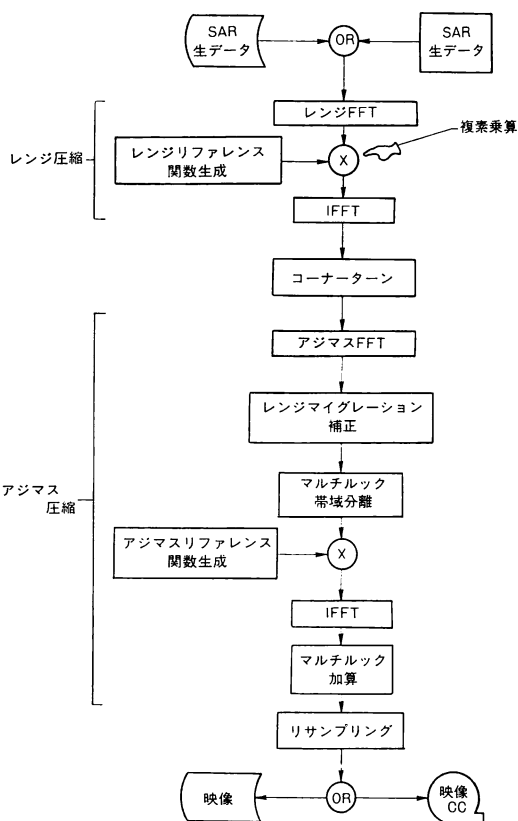 SAR
生データ
OR
SAR
生データ
レンジFFT
レンジ圧縮
レンジリファレンス
関数生成
X
複素乗算
IFFT
コーナーターン
アジマスFFT
レンジマイグレーション
補正
マルチルック
帯域分離
アジマス
圧縮
アジマスリファレンス
関数生成
X
IFFT
マルチルック
加算
リサンプリング
映像
OR
映像
CC